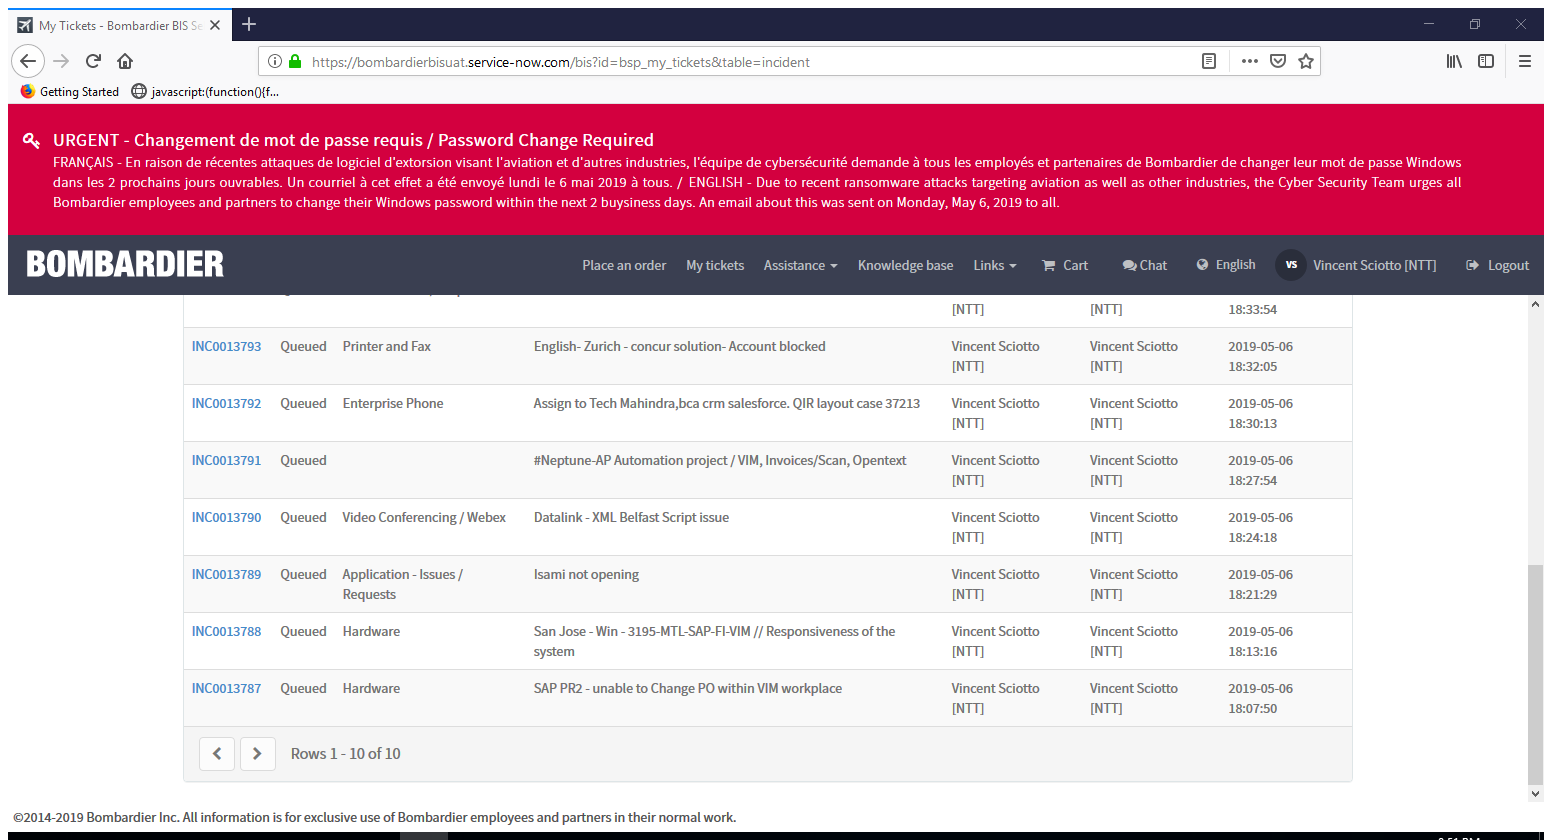 My Tickets - Bombardier BIS Se
https://bombardierbisuat.service-now.com/bis?id=bsp_my_tickets&table=incident
Getting Started javascript:(function(){f...
URGENT - Changement de mot de passe requis / Password Change Required
FRANÇAIS - En raison de récentes attaques de logiciel d'extorsion visant l'aviation et d'autres industries, l'équipe de cybersécurité demande à tous les employés et partenaires de Bombardier de changer leur mot de passe Windows
dans les 2 prochains jours ouvrables. Un courriel à cet effet a été envoyé lundi le 6 mai 2019 à tous. / ENGLISH - Due to recent ransomware attacks targeting aviation as well as other industries, the Cyber Security Team urges all
Bombardier employees and partners to change their Windows password within the next 2 buysiness days. An email about this was sent on Monday, May 6, 2019 to all.
BOMBARDIER Place an order My tickets Assistance Knowledge base Links Cart Chat English VS Vincent Sciotto [NTT] Logout
[NTT] [NTT] 18:33:54
INC0013793 Queued Printer and Fax English- Zurich - concur solution- Account blocked Vincent Sciotto Vincent Sciotto 2019-05-06
[NTT] [NTT] 18:32:05
INC0013792 Queued Enterprise Phone Assign to Tech Mahindra,bca crm salesforce. QIR layout case 37213 Vincent Sciotto Vincent Sciotto 2019-05-06
[NTT] [NTT] 18:30:13
INC0013791 Queued #Neptune-AP Automation project / VIM, Invoices/Scan, Opentext Vincent Sciotto Vincent Sciotto 2019-05-06
[NTT] [NTT] 18:27:54
INC0013790 Queued Video Conferencing / Webex Datalink - XML Belfast Script issue Vincent Sciotto Vincent Sciotto 2019-05-06
[NTT] [NTT] 18:24:18
INC0013789 Queued Application - Issues / Isami not opening Vincent Sciotto Vincent Sciotto 2019-05-06
Requests [NTT] [NTT] 18:21:29
INC0013788 Queued Hardware San Jose - Win - 3195-MTL-SAP-FI-VIM // Responsiveness of the Vincent Sciotto Vincent Sciotto 2019-05-06
system [NTT] [NTT] 18:13:16
INC0013787 Queued Hardware SAP PR2 - unable to Change PO within VIM workplace Vincent Sciotto Vincent Sciotto 2019-05-06
[NTT] [NTT] 18:07:50
Rows 1 - 10 of 10
©2014-2019 Bombardier Inc. All information is for exclusive use of Bombardier employees and partners in their normal work.